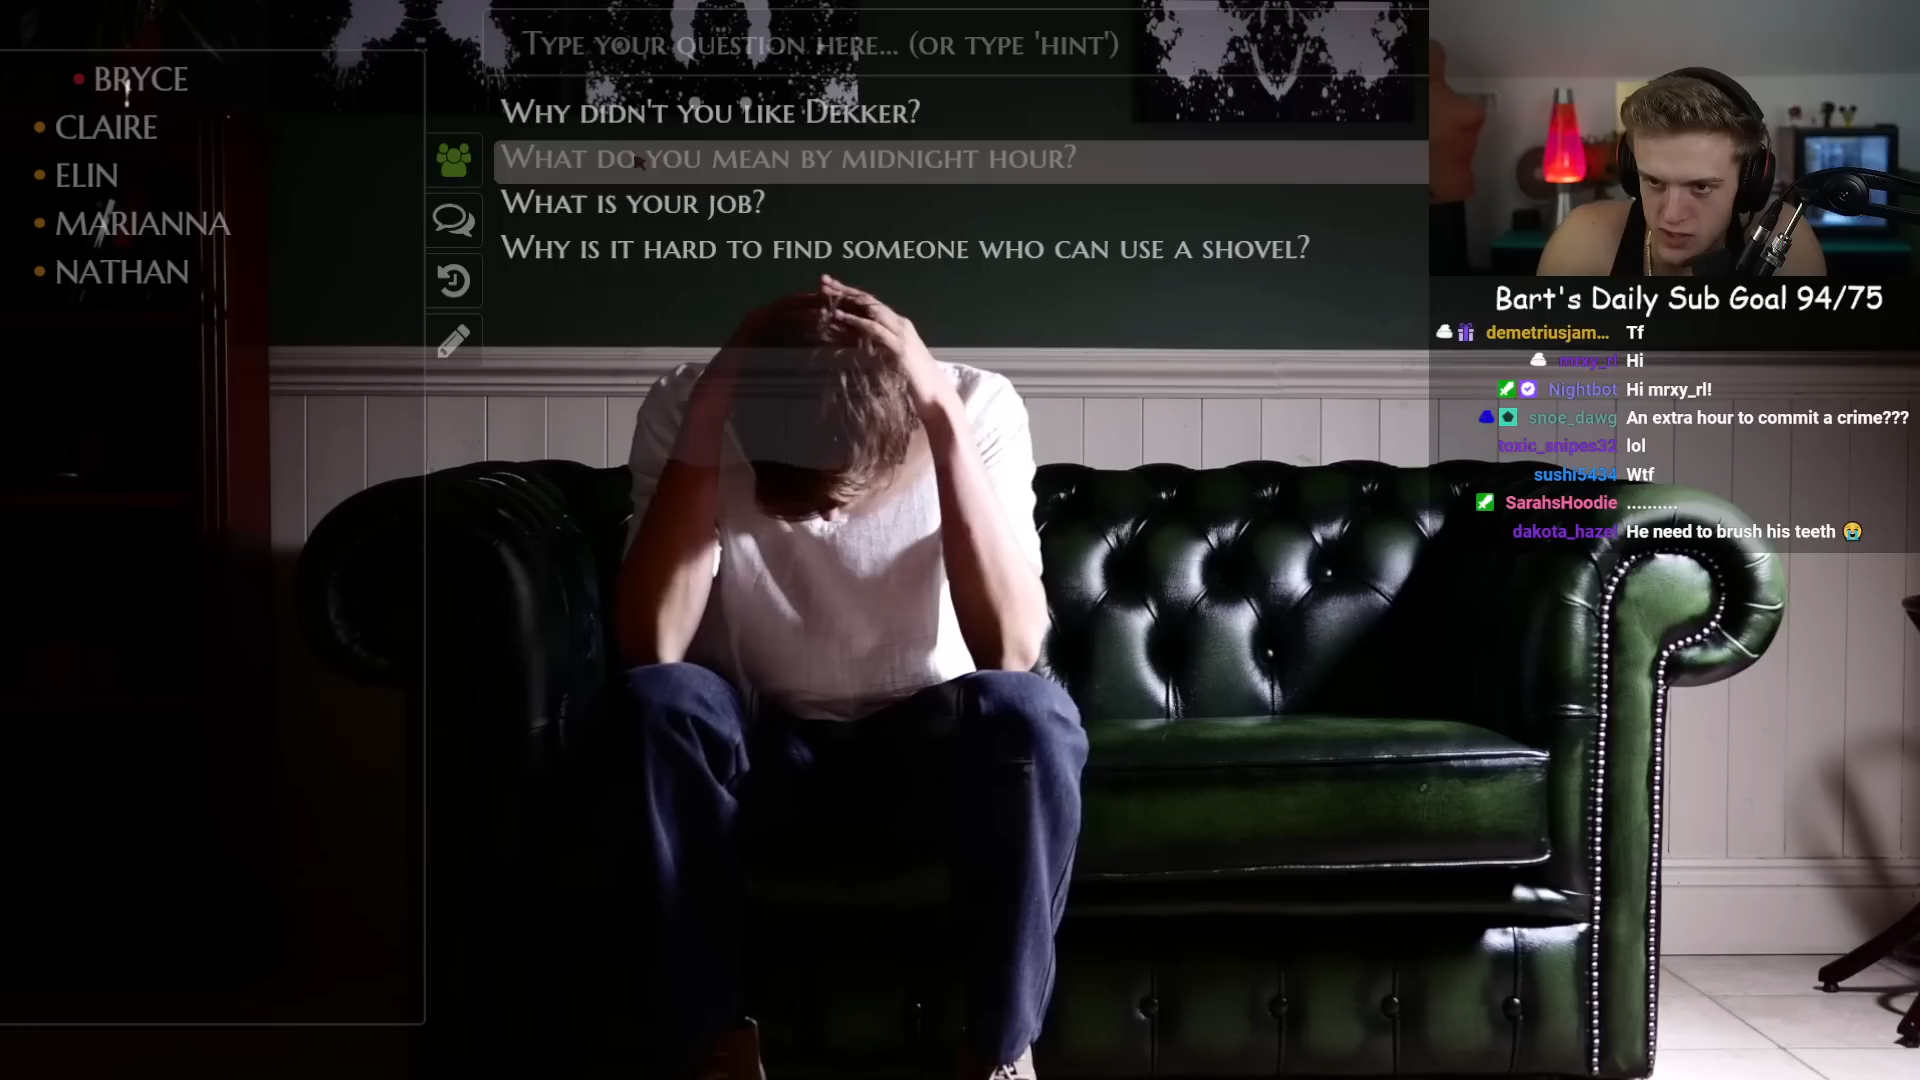 Type your question here... (or type 'hint')
Bryce
Claire
Elin
Marianna
Nathan
Why didn't you like Dekker?
What do you mean by midnight hour?
What is your job?
Why is it hard to find someone who can use a shovel?
Bart's Daily Sub Goal 94/75
demetriusjam... Tf
mrxy_rl Hi
Nightbot Hi mrxy_rl!
snoe_dawg An extra hour to commit a crime???
toxic_snipes32 lol
sushi5434 Wtf
SarahsHoodie ..........
dakota_hazel He need to brush his teeth 😭